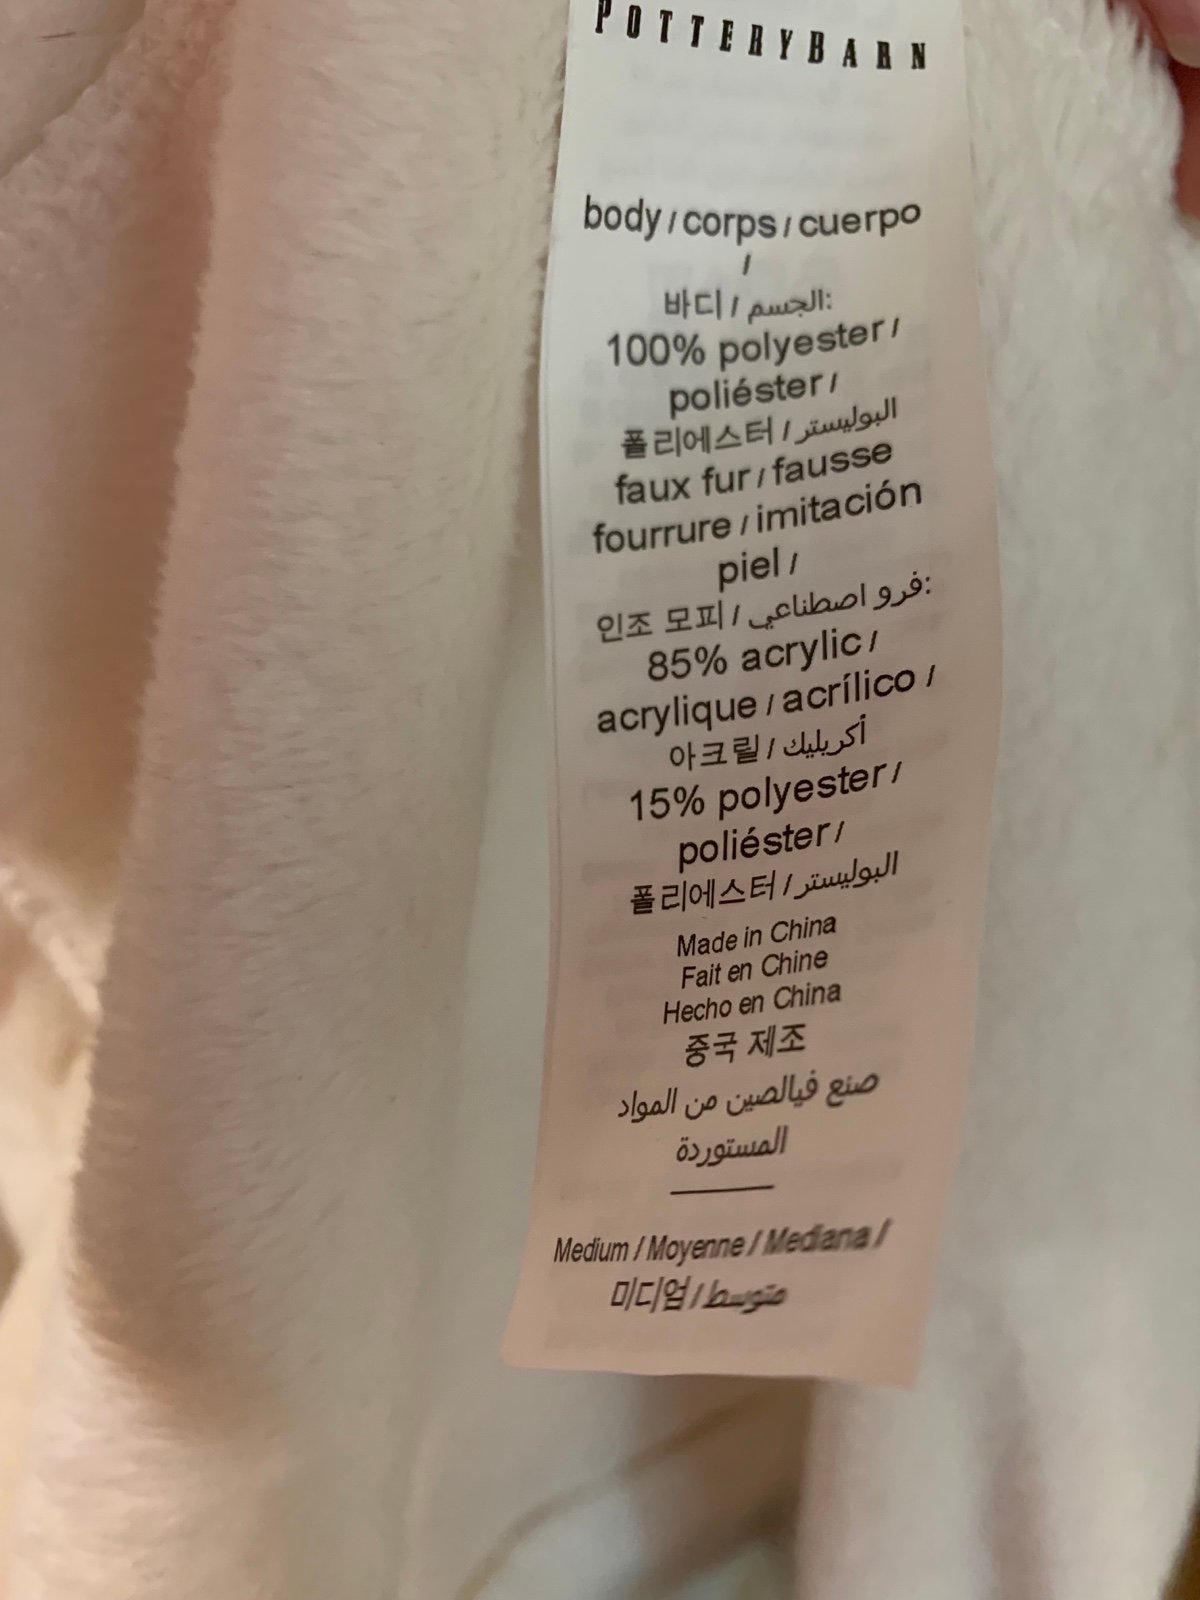 POTTERYBARN
body / corps / cuerpo
/
바디 / الجسم:
100% polyester /
poliéster /
폴리에스터 / البوليستر
faux fur / fausse
fourrure / imitación
piel /
인조 모피 / فرو اصطناعي:
85% acrylic /
acrylique / acrílico /
아크릴 / أكريليك
15% polyester /
poliéster /
폴리에스터 / البوليستر
Made in China
Fait en Chine
Hecho en China
중국 제조
صنع فيالصين من المواد
المستوردة
Medium / Moyenne / Mediana /
미디엄 / متوسط